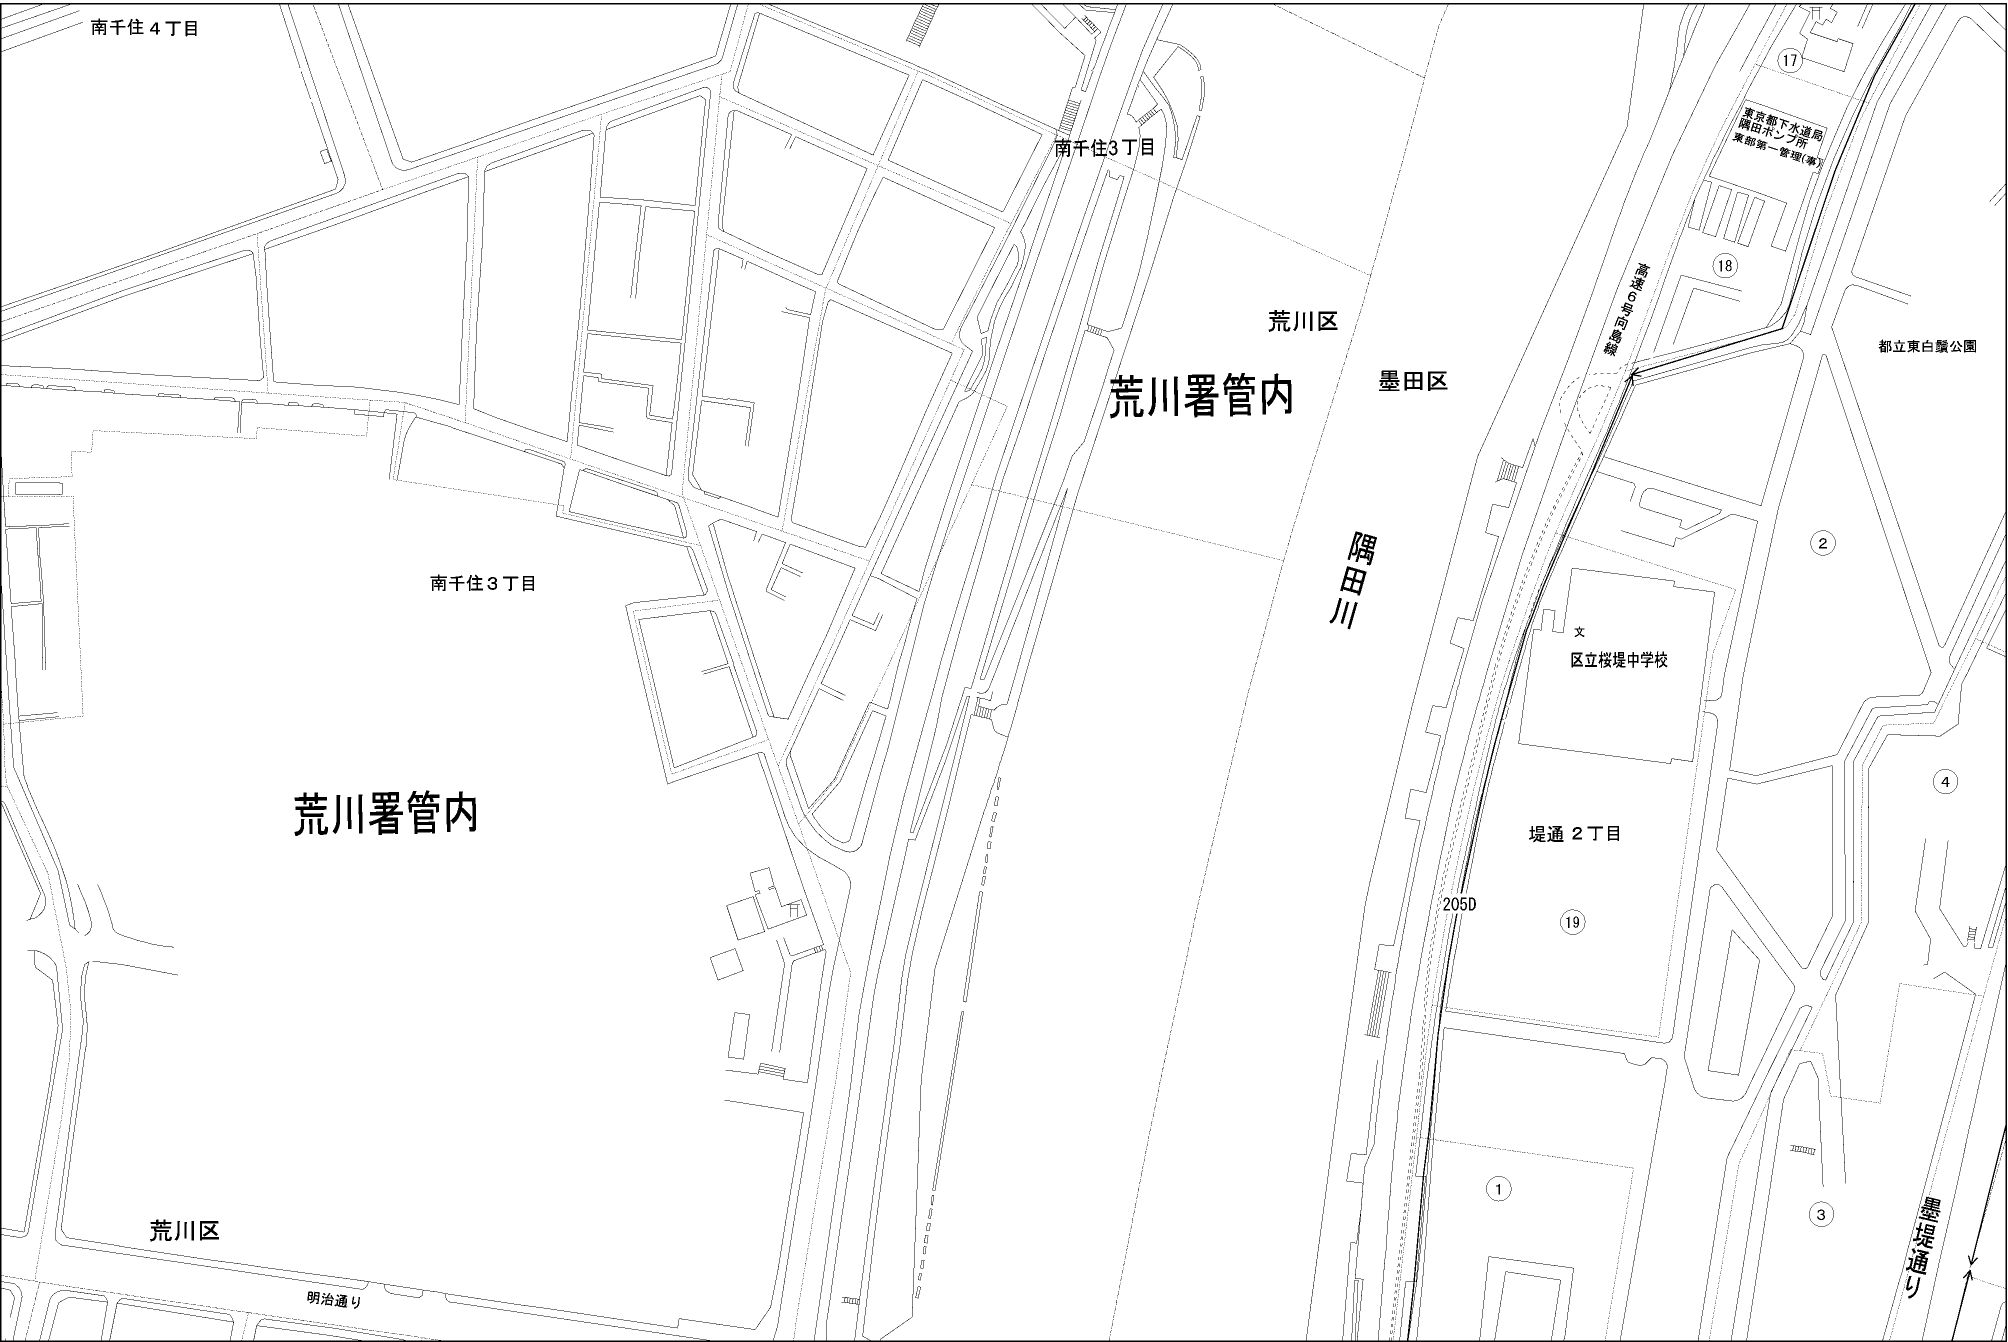 南千住４丁目
⑰
東京都下水道局
隅田ポンプ所
東部第一管理(事)
南千住3丁目
⑱
高速６号向島線
荒川区
都立東白鬚公園
墨田区
荒川署管内
隅田川
②
南千住３丁目
文
区立桜堤中学校
④
荒川署管内
堤通２丁目
205D
⑲
①
③
荒川区
墨堤通り
明治通り